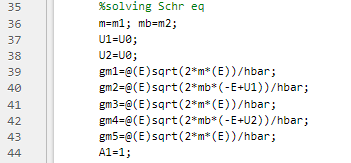 35 %solving Schr eq
36 m=m1; mb=m2;
37 U1=U0;
38 U2=U0;
39 gm1=@(E)sqrt(2*m*(E))/hbar;
40 gm2=@(E)sqrt(2*mb*(-E+U1))/hbar;
41 gm3=@(E)sqrt(2*m*(E))/hbar;
42 gm4=@(E)sqrt(2*mb*(-E+U2))/hbar;
43 gm5=@(E)sqrt(2*m*(E))/hbar;
44 A1=1;